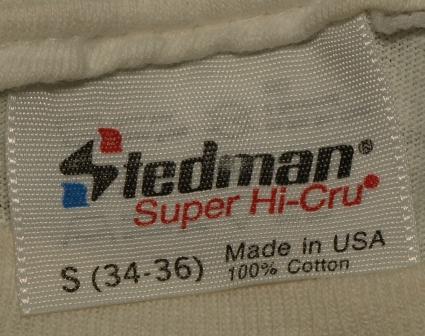 Stedman®
Super Hi-Cru
S (34-36)
Made in USA
100% Cotton